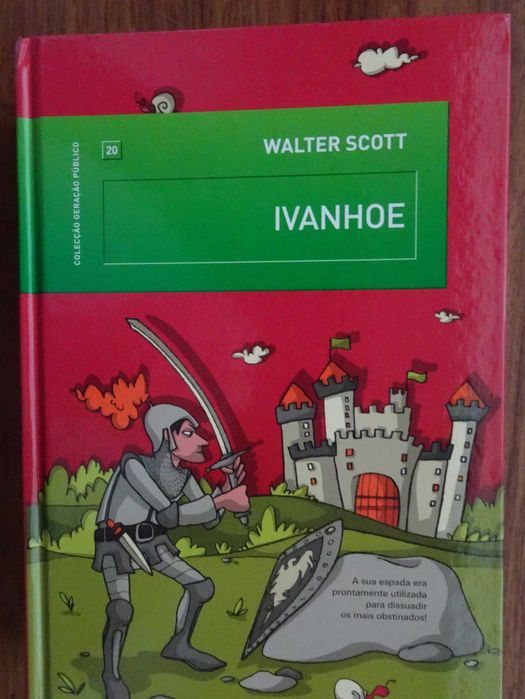 COLECÇÃO GERAÇÃO PÚBLICO
20
WALTER SCOTT
IVANHOE
A sua espada era
prontamente utilizada
para dissuadir
os mais obstinados!